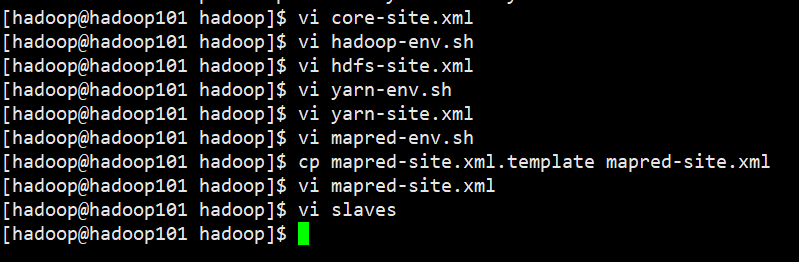 [hadoop@hadoop101 hadoop]$ vi core-site.xml
[hadoop@hadoop101 hadoop]$ vi hadoop-env.sh
[hadoop@hadoop101 hadoop]$ vi hdfs-site.xml
[hadoop@hadoop101 hadoop]$ vi yarn-env.sh
[hadoop@hadoop101 hadoop]$ vi yarn-site.xml
[hadoop@hadoop101 hadoop]$ vi mapred-env.sh
[hadoop@hadoop101 hadoop]$ cp mapred-site.xml.template mapred-site.xml
[hadoop@hadoop101 hadoop]$ vi mapred-site.xml
[hadoop@hadoop101 hadoop]$ vi slaves
[hadoop@hadoop101 hadoop]$